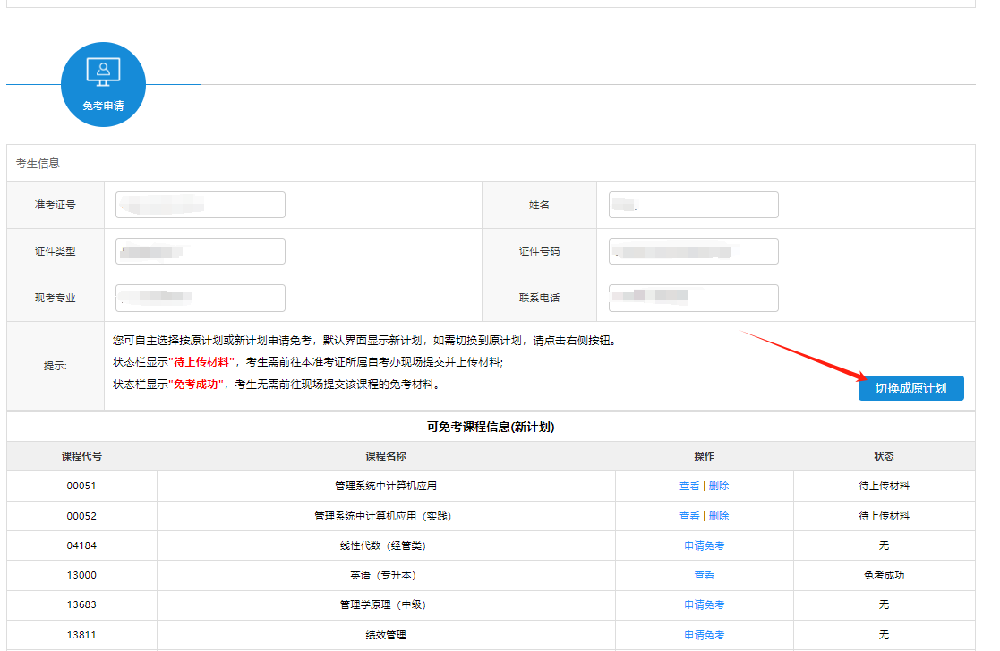 免考申请
考生信息
准考证号 姓名
证件类型 证件号码
现考专业 联系电话
提示:
您可自主选择按原计划或新计划申请免考，默认界面显示新计划，如需切换到原计划，请点击右侧按钮。
状态栏显示"待上传材料"，考生需前往本准考证所属自考办现场提交并上传材料;
状态栏显示"免考成功"，考生无需前往现场提交该课程的免考材料。
切换成原计划
可免考课程信息(新计划)
课程代号 课程名称 操作 状态
00051 管理系统中计算机应用 查看 | 删除 待上传材料
00052 管理系统中计算机应用（实践） 查看 | 删除 待上传材料
04184 线性代数（经管类） 申请免考 无
13000 英语（专升本） 查看 免考成功
13683 管理学原理（中级） 申请免考 无
13811 绩效管理 申请免考 无